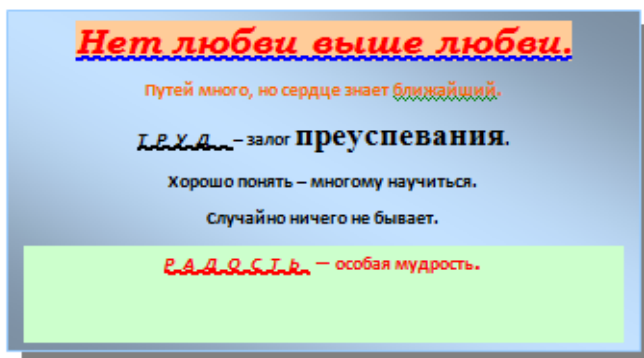 Нет любви выше любви.
Путей много, но сердце знает ближайший.
Т Р У Д – залог преуспевания.
Хорошо понять – многому научиться.
Случайно ничего не бывает.
Р А Д О С Т Ь – особая мудрость.